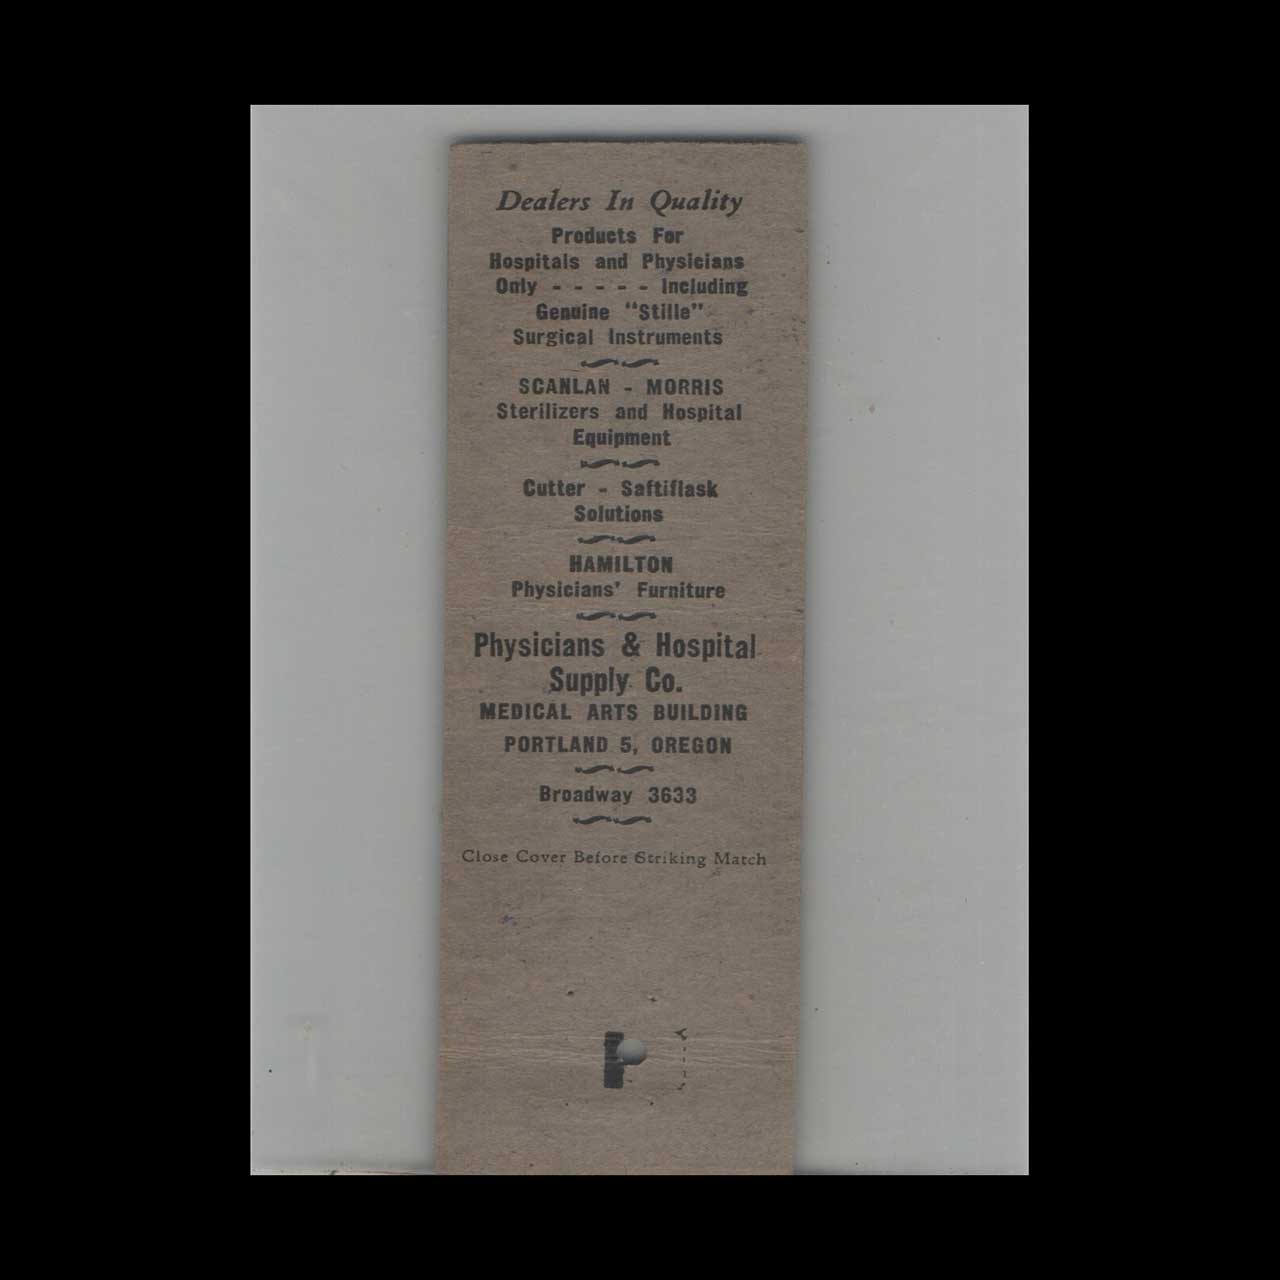 Dealers In Quality
Products For
Hospitals and Physicians
Only - - - - - Including
Genuine "Stille"
Surgical Instruments
SCANLAN - MORRIS
Sterilizers and Hospital
Equipment
Cutter - Saftiflask
Solutions
HAMILTON
Physicians' Furniture
Physicians & Hospital
Supply Co.
MEDICAL ARTS BUILDING
PORTLAND 5, OREGON
Broadway 3633
Close Cover Before Striking Match